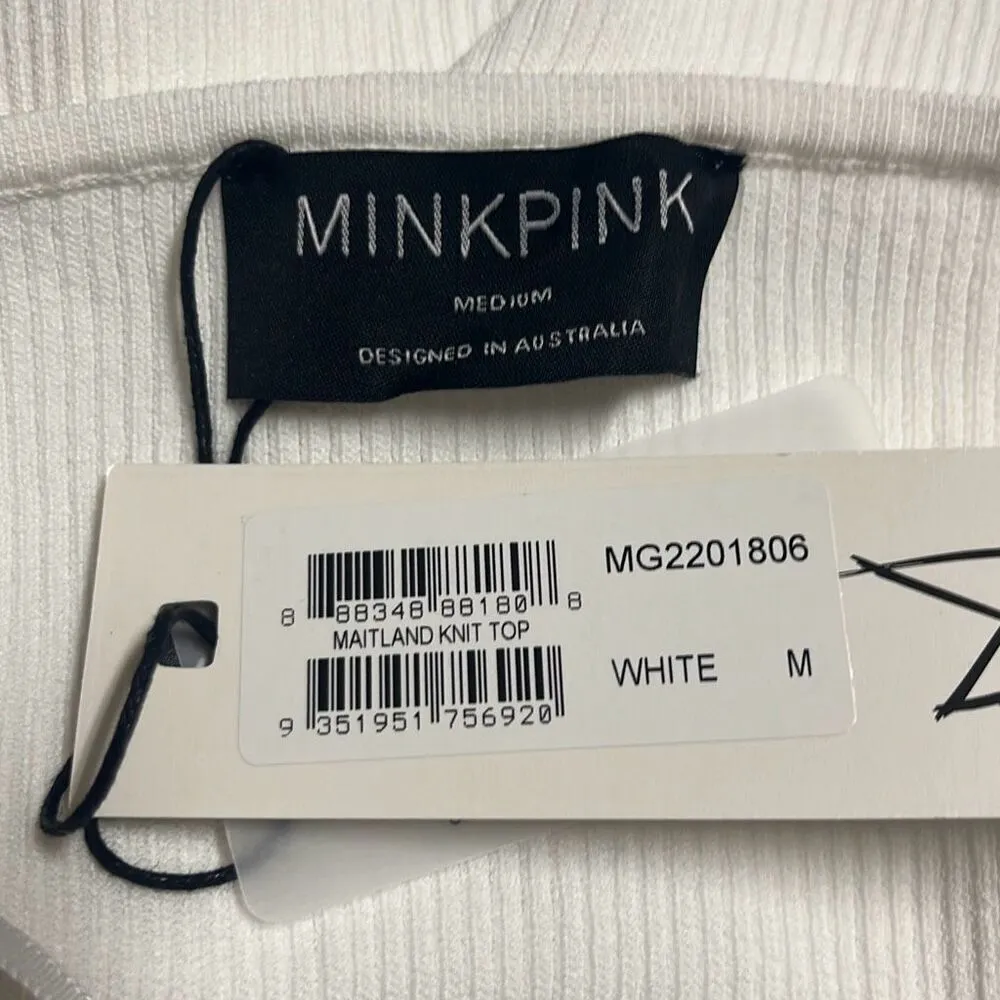 MINKPINK
MEDIUM
DESIGNED IN AUSTRALIA
MG2201806
8 88348 88180 8
MAITLAND KNIT TOP
WHITE M
9 351951 756920